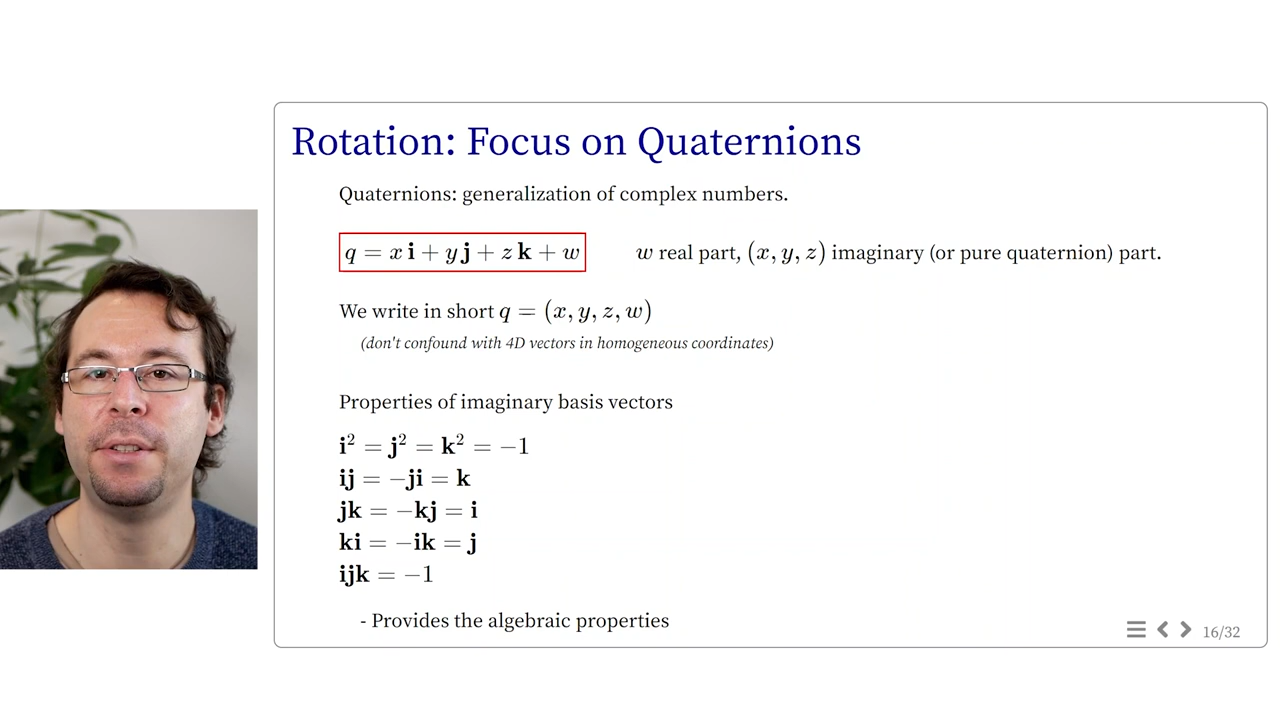 Rotation: Focus on Quaternions
Quaternions: generalization of complex numbers.
q = x i + y j + z k + w w real part, (x, y, z) imaginary (or pure quaternion) part.
We write in short q = (x, y, z, w)
(don't confound with 4D vectors in homogeneous coordinates)
Properties of imaginary basis vectors
i² = j² = k² = −1
ij = −ji = k
jk = −kj = i
ki = −ik = j
ijk = −1
- Provides the algebraic properties
16/32